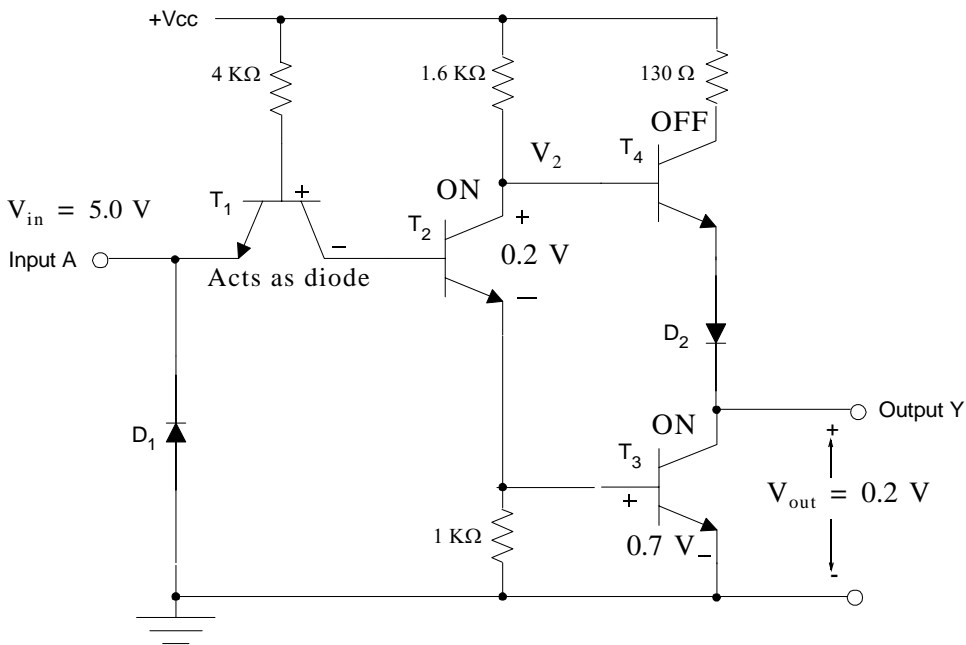 +Vcc
4 KΩ
1.6 KΩ
130 Ω
OFF
T4
V2
ON
Vin = 5.0 V
T1
+
T2
+
0.2 V
Input A
–
Acts as diode
–
D2
D1
ON
Output Y
T3
+
+
Vout = 0.2 V
1 KΩ
0.7 V
–
-